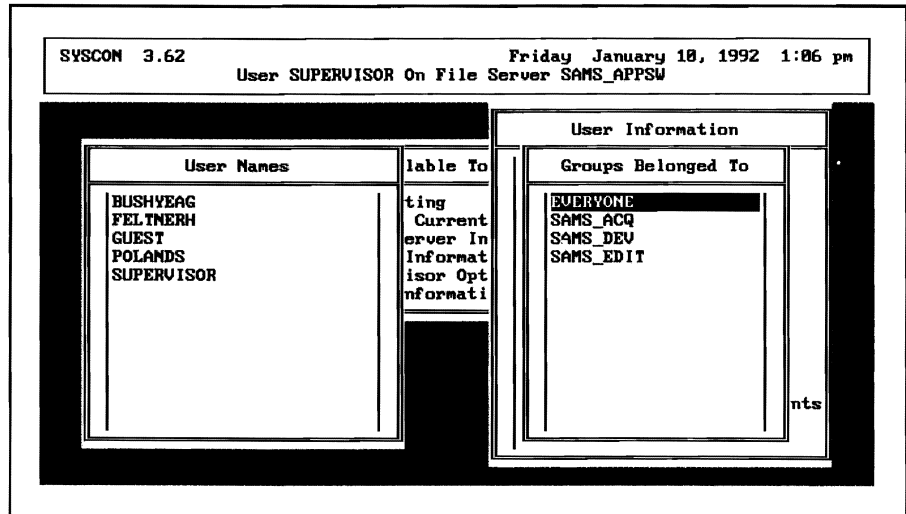 SYSCON 3.62 Friday January 10, 1992 1:06 pm
User SUPERVISOR On File Server SAMS_APPSW
User Information
User Names
lable To
Groups Belonged To
BUSHYEAG
FELTNERH
GUEST
POLANDS
SUPERVISOR
ting
Current
erver In
Informat
isor Opt
nformati
EVERYONE
SAMS_ACQ
SAMS_DEV
SAMS_EDIT
nts